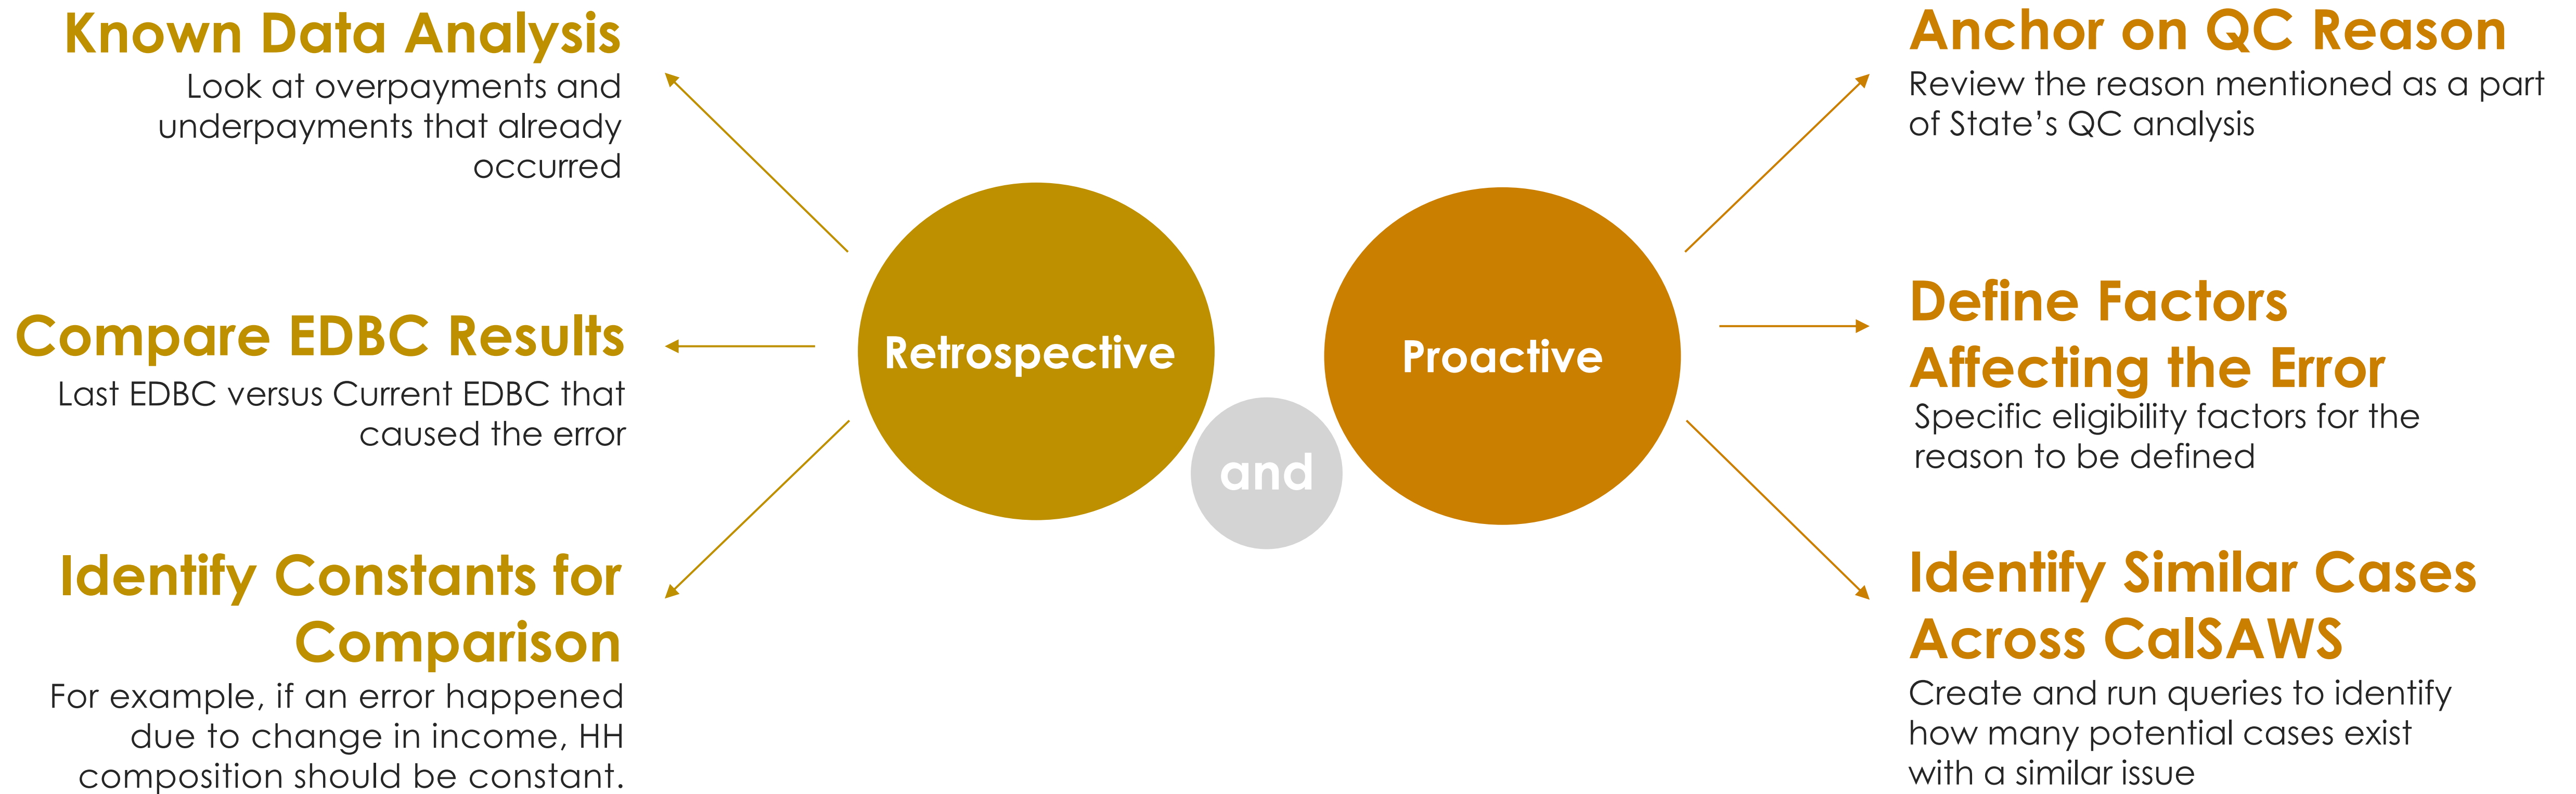 Known Data Analysis
Look at overpayments and
underpayments that already
occurred
Compare EDBC Results
Last EDBC versus Current EDBC that
caused the error
Identify Constants for
Comparison
For example, if an error happened
due to change in income, HH
composition should be constant.
Retrospective
and
Proactive
Anchor on QC Reason
Review the reason mentioned as a part
of State’s QC analysis
Define Factors
Affecting the Error
Specific eligibility factors for the
reason to be defined
Identify Similar Cases
Across CalSAWS
Create and run queries to identify
how many potential cases exist
with a similar issue